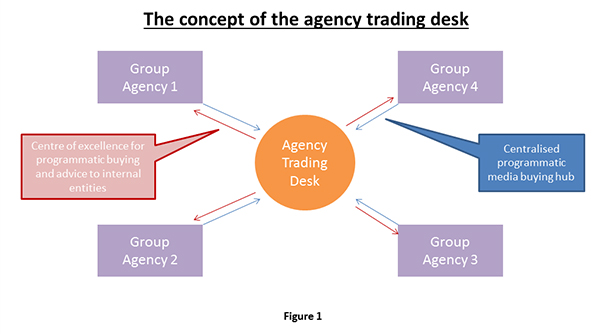 The concept of the agency trading desk
Group
Agency 1
Group
Agency 4
Centre of excellence for
programmatic buying
and advice to internal
entities
Agency
Trading
Desk
Centralised
programmatic
media buying hub
Group
Agency 2
Group
Agency 3
Figure 1